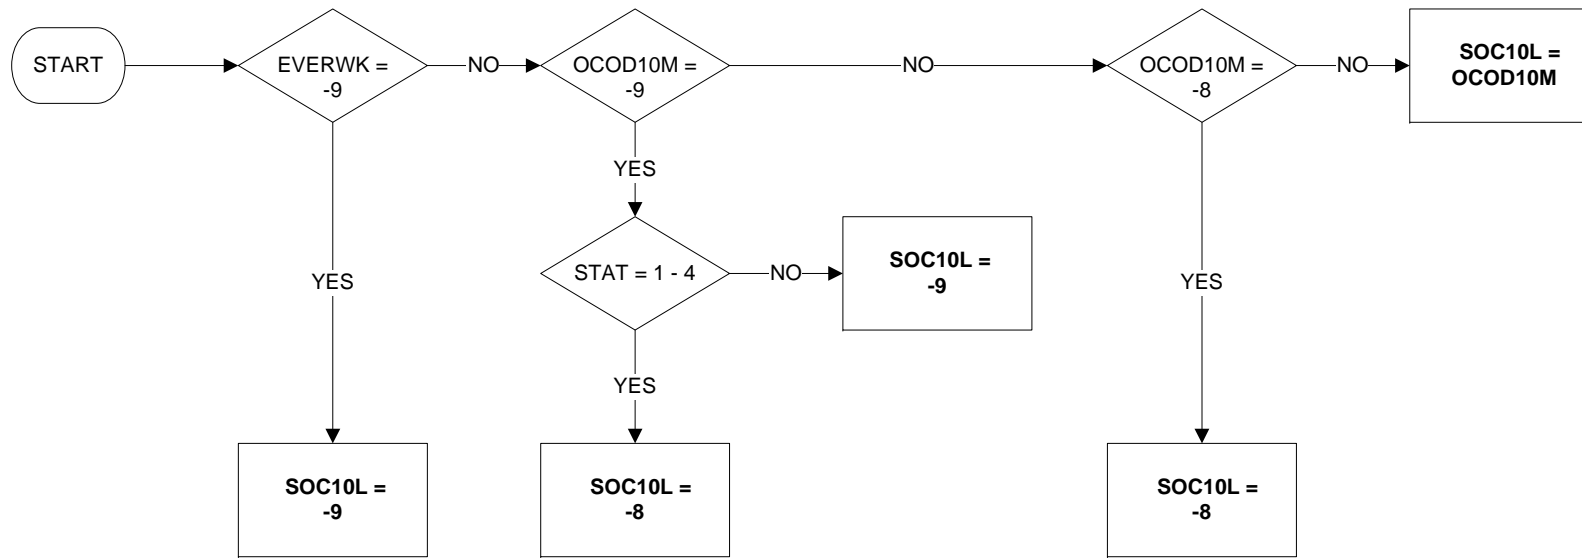 START
EVERWK =
-9
NO
OCOD10M =
-9
NO
OCOD10M =
-8
NO
SOC10L =
OCOD10M
YES
STAT = 1 - 4
NO
SOC10L =
-9
YES
YES
YES
SOC10L =
-9
SOC10L =
-8
SOC10L =
-8